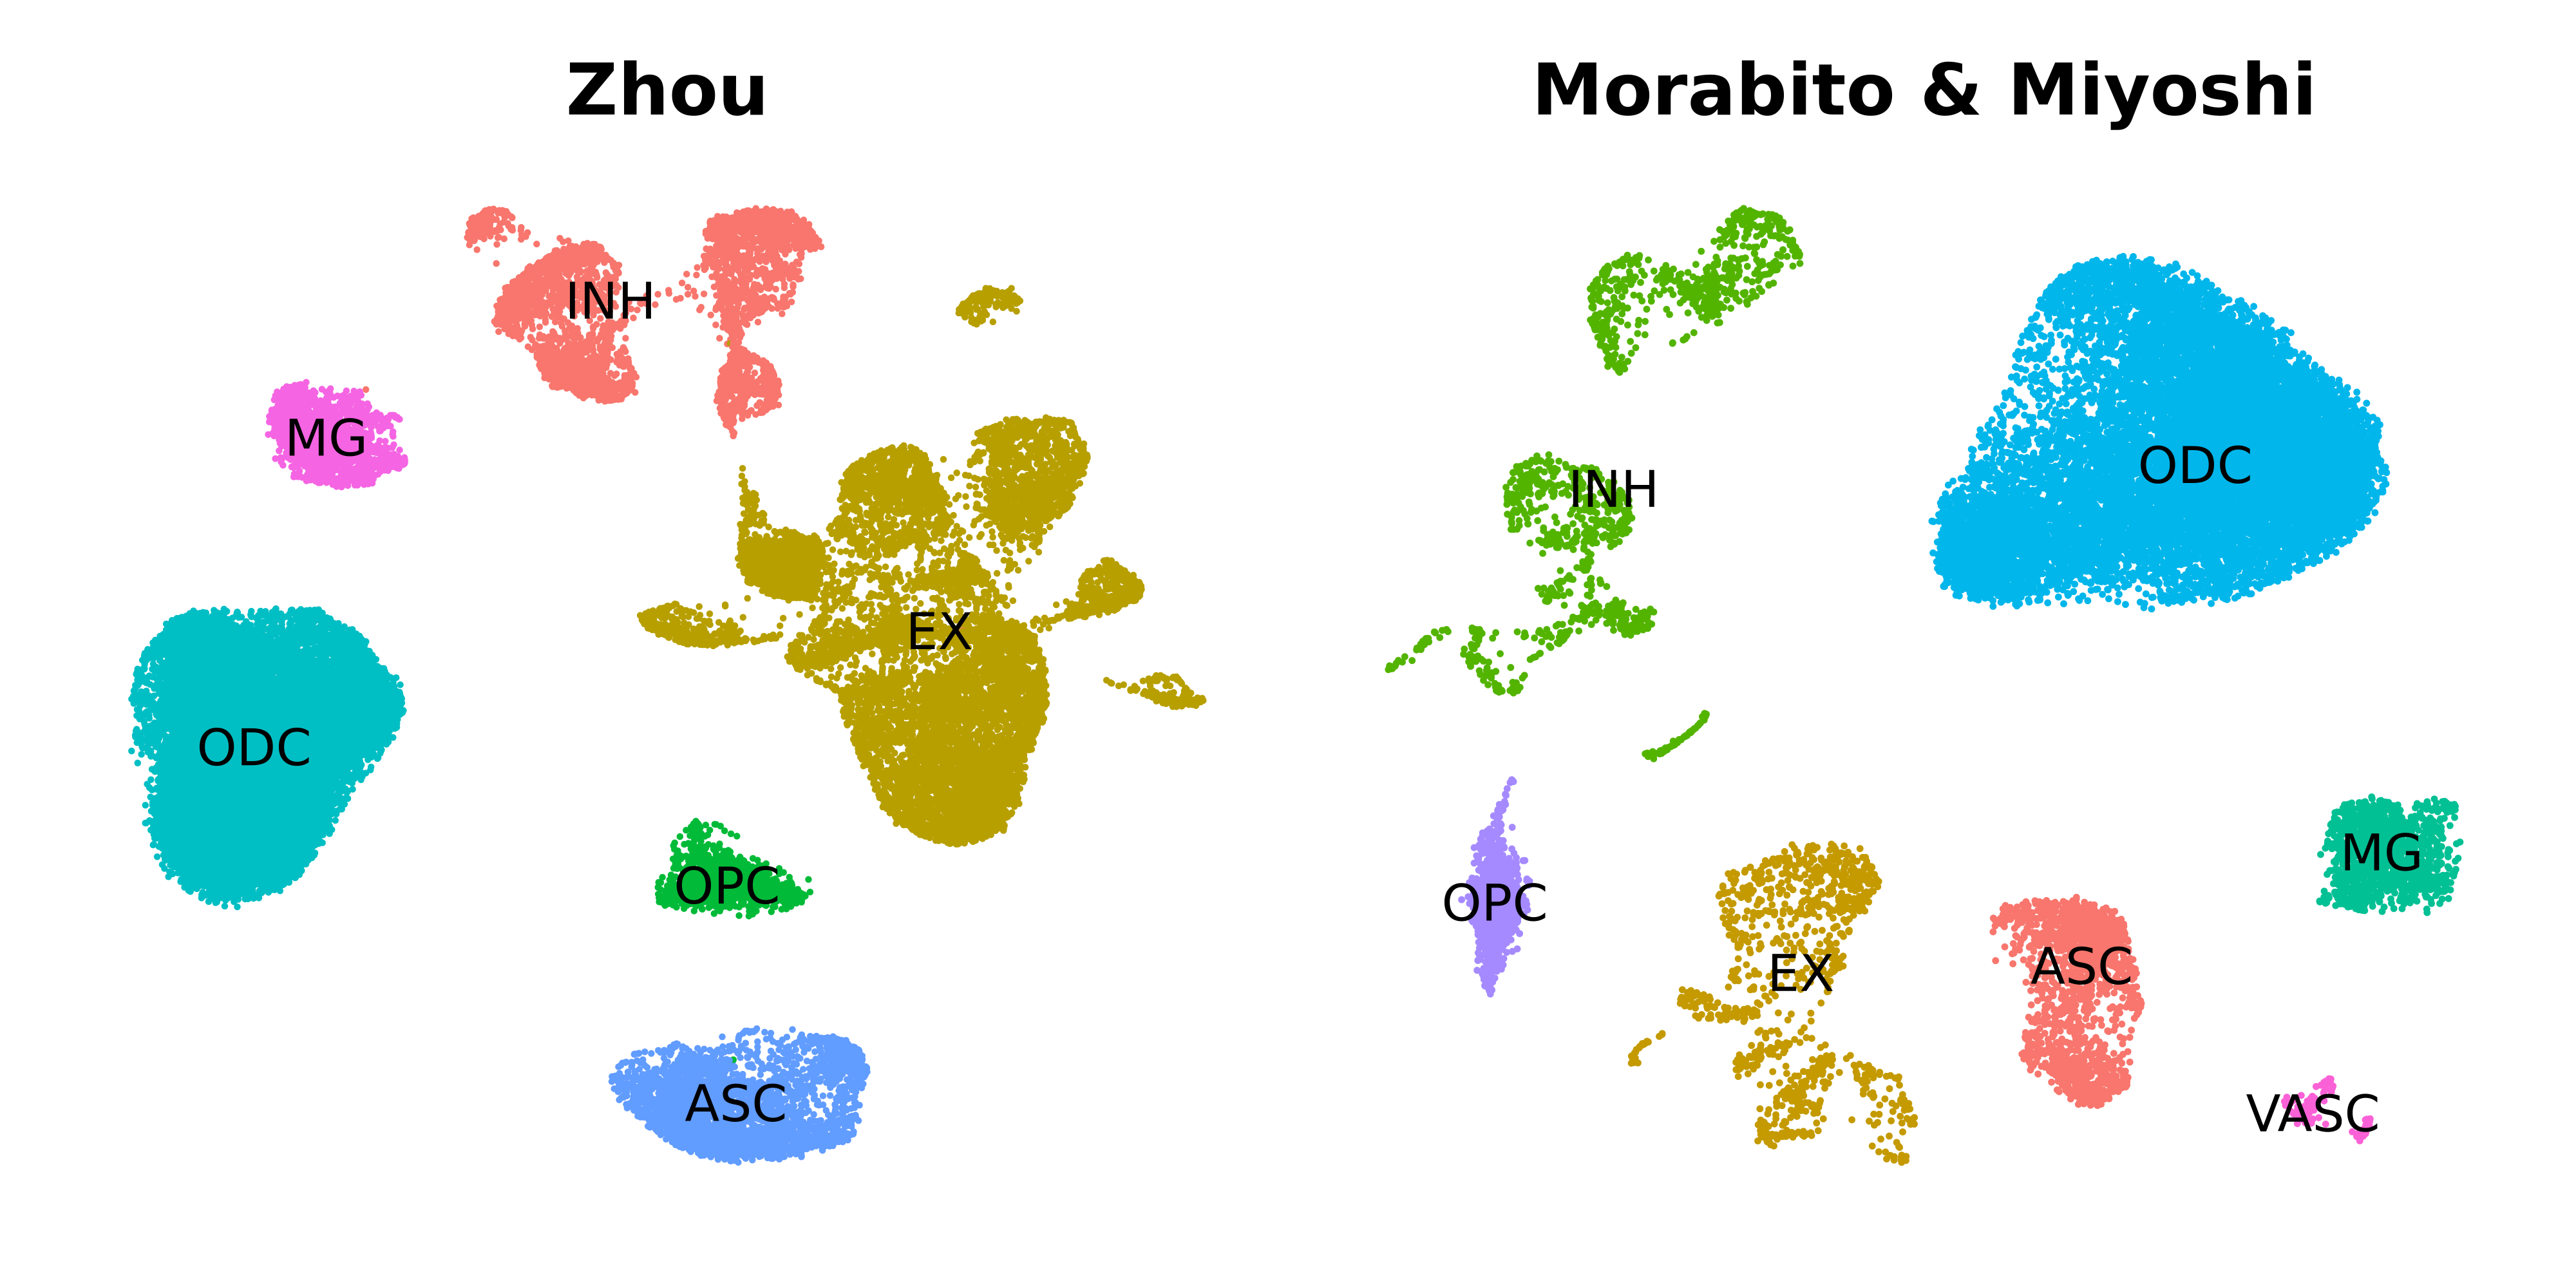 Zhou
INH
MG
EX
ODC
OPC
ASC
Morabito & Miyoshi
ODC
INH
MG
OPC
ASC
EX
VASC